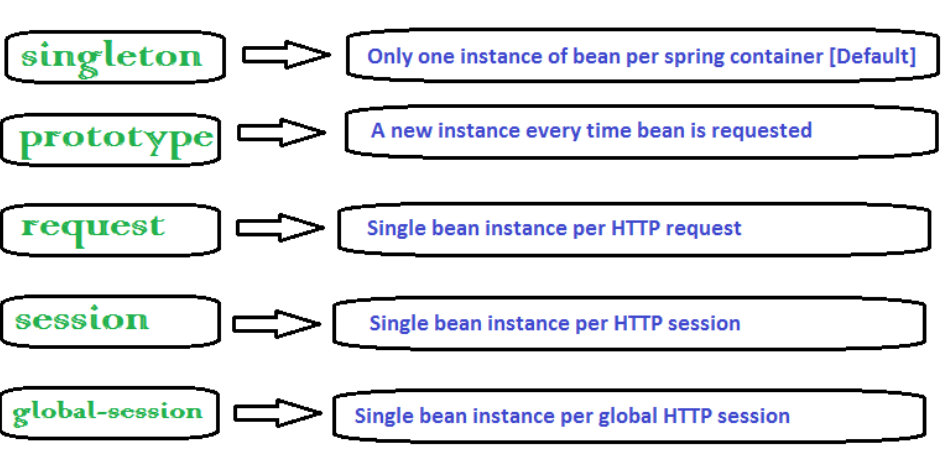 singleton
Only one instance of bean per spring container [Default]
prototype
A new instance every time bean is requested
request
Single bean instance per HTTP request
session
Single bean instance per HTTP session
global-session
Single bean instance per global HTTP session